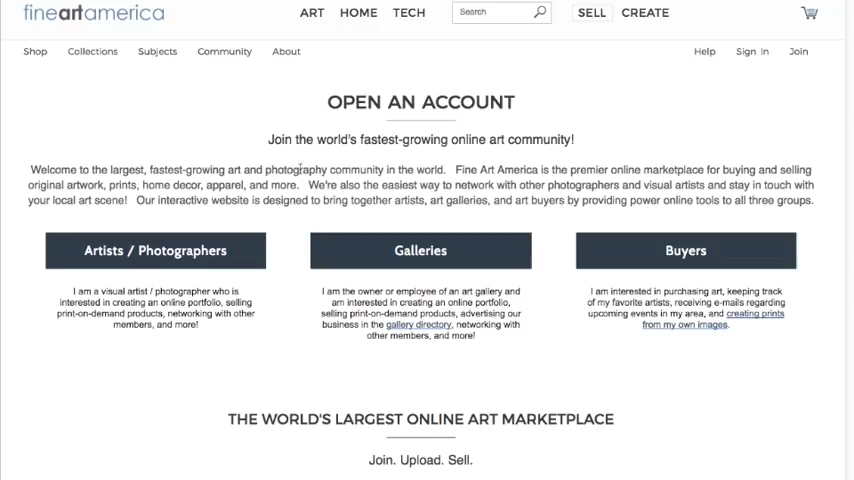 fineartamerica
ART HOME TECH Search SELL CREATE
Shop Collections Subjects Community About Help Sign In Join
OPEN AN ACCOUNT
Join the world's fastest-growing online art community!
Welcome to the largest, fastest-growing art and photography community in the world. Fine Art America is the premier online marketplace for buying and selling
original artwork, prints, home decor, apparel, and more. We're also the easiest way to network with other photographers and visual artists and stay in touch with
your local art scene! Our interactive website is designed to bring together artists, art galleries, and art buyers by providing power online tools to all three groups.
Artists / Photographers
I am a visual artist / photographer who is
interested in creating an online portfolio, selling
print-on-demand products, networking with other
members, and more!
Galleries
I am the owner or employee of an art gallery and
am interested in creating an online portfolio,
selling print-on-demand products, advertising our
business in the gallery directory, networking with
other members, and more!
Buyers
I am interested in purchasing art, keeping track
of my favorite artists, receiving e-mails regarding
upcoming events in my area, and creating prints
from my own images.
THE WORLD'S LARGEST ONLINE ART MARKETPLACE
Join. Upload. Sell.